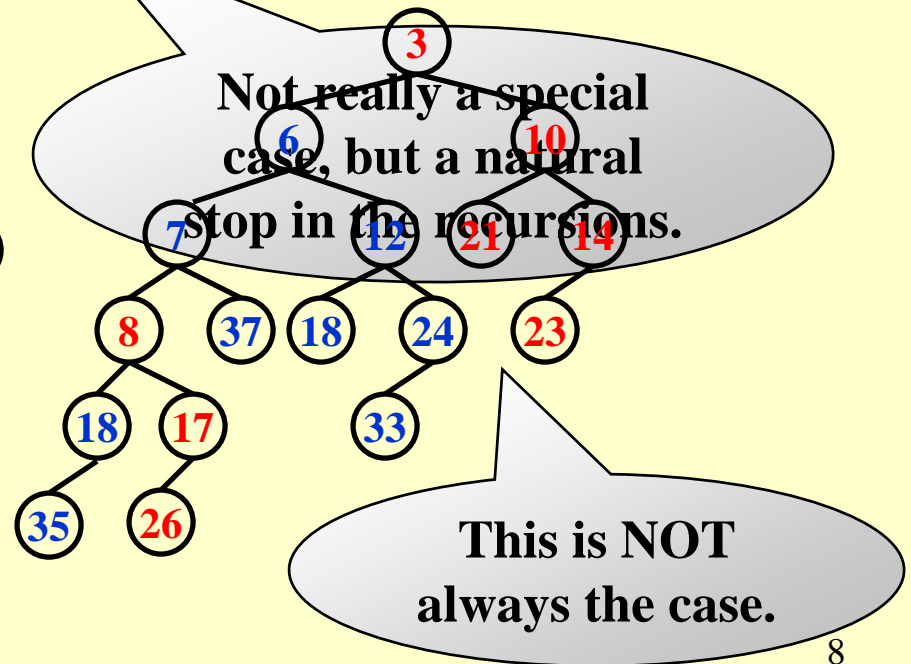 3
Not really a special
6 10
case, but a natural
7 12 21 14
stop in the recursions.
8 37 18 24 23
18 17 33
35 26
This is NOT
always the case.
8